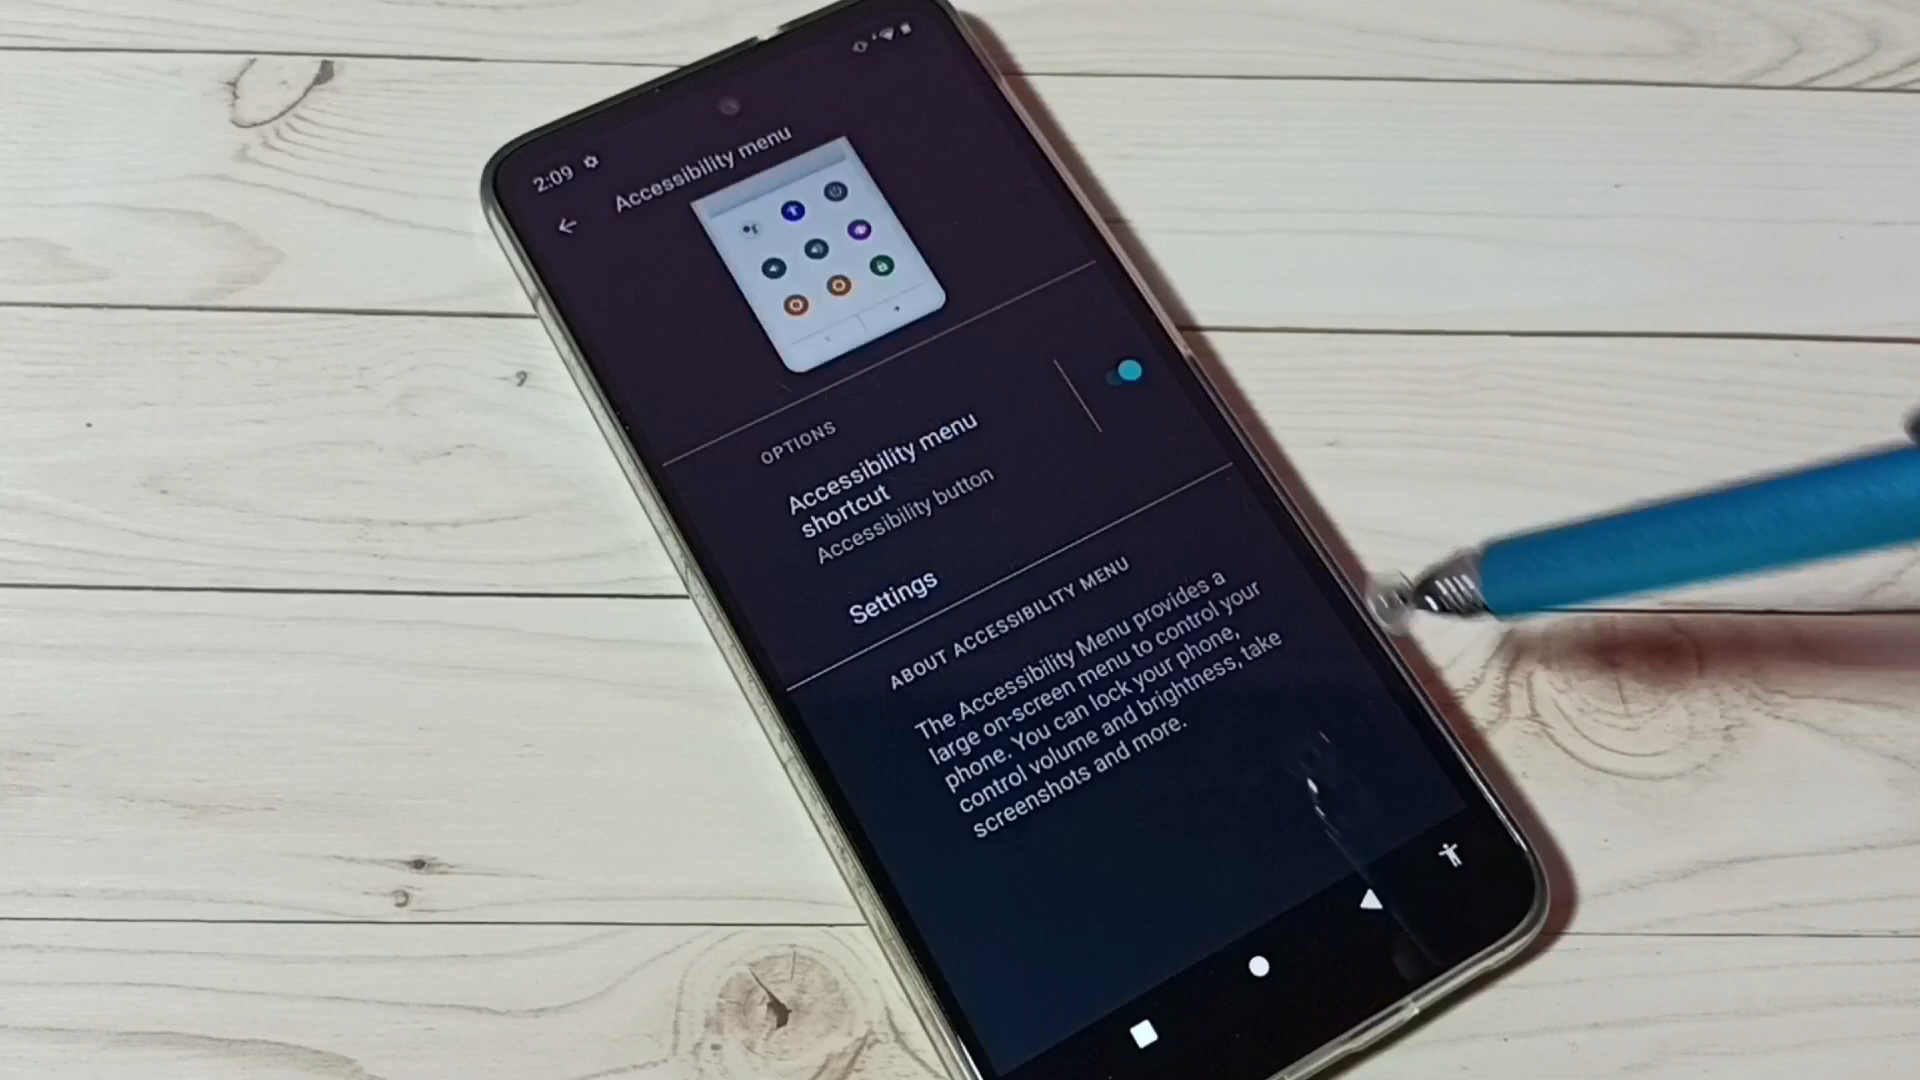 2:09
Accessibility menu
OPTIONS
Accessibility menu
shortcut
Accessibility button
Settings
ABOUT ACCESSIBILITY MENU
The Accessibility Menu provides a
large on-screen menu to control your
phone. You can lock your phone,
control volume and brightness, take
screenshots and more.